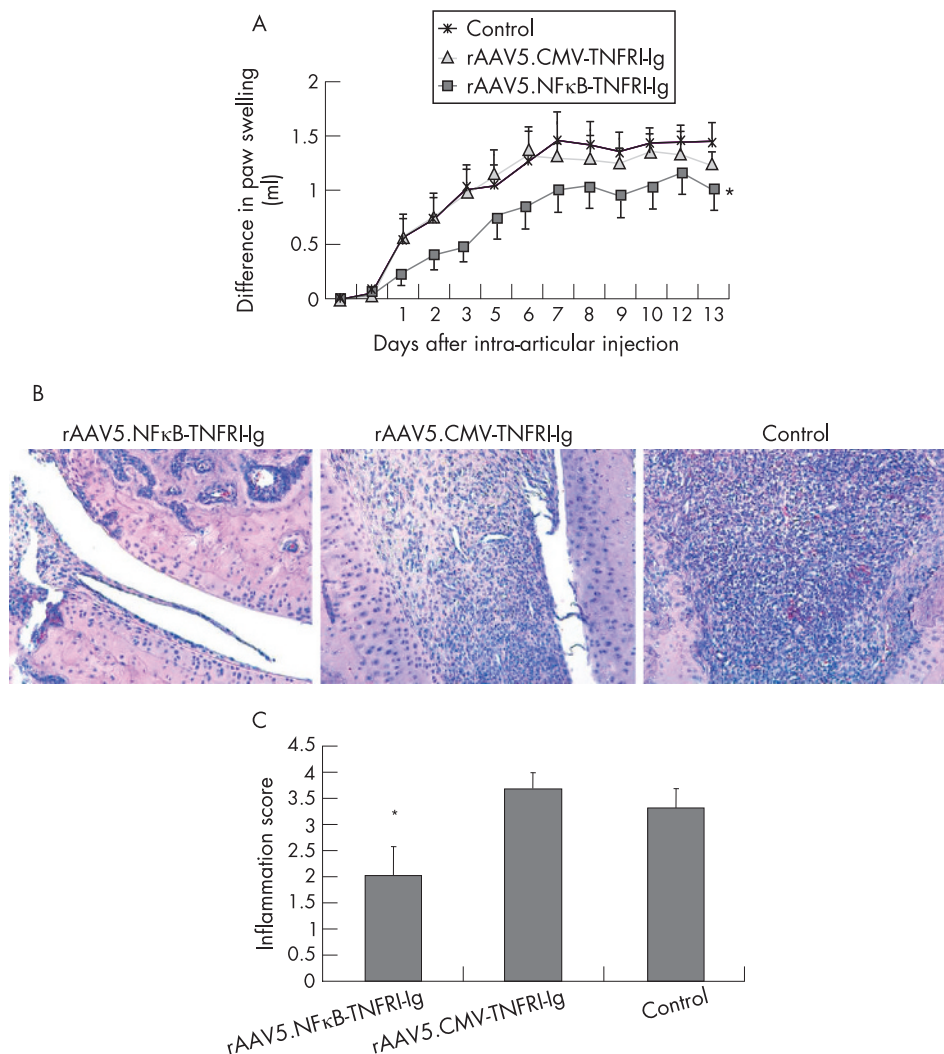 A
Control
rAAV5.CMV-TNFRI-Ig
rAAV5.NFκB-TNFRI-Ig
Difference in paw swelling
(ml)
2
1.5
1
0.5
0
*
1 2 3 5 6 7 8 9 10 12 13
Days after intra-articular injection
B
rAAV5.NFκB-TNFRI-Ig rAAV5.CMV-TNFRI-Ig Control
C
Inflammation score
4.5
4
3.5
3
2.5
2
1.5
1
0.5
0
*
rAAV5.NFκB-TNFRI-Ig rAAV5.CMV-TNFRI-Ig Control